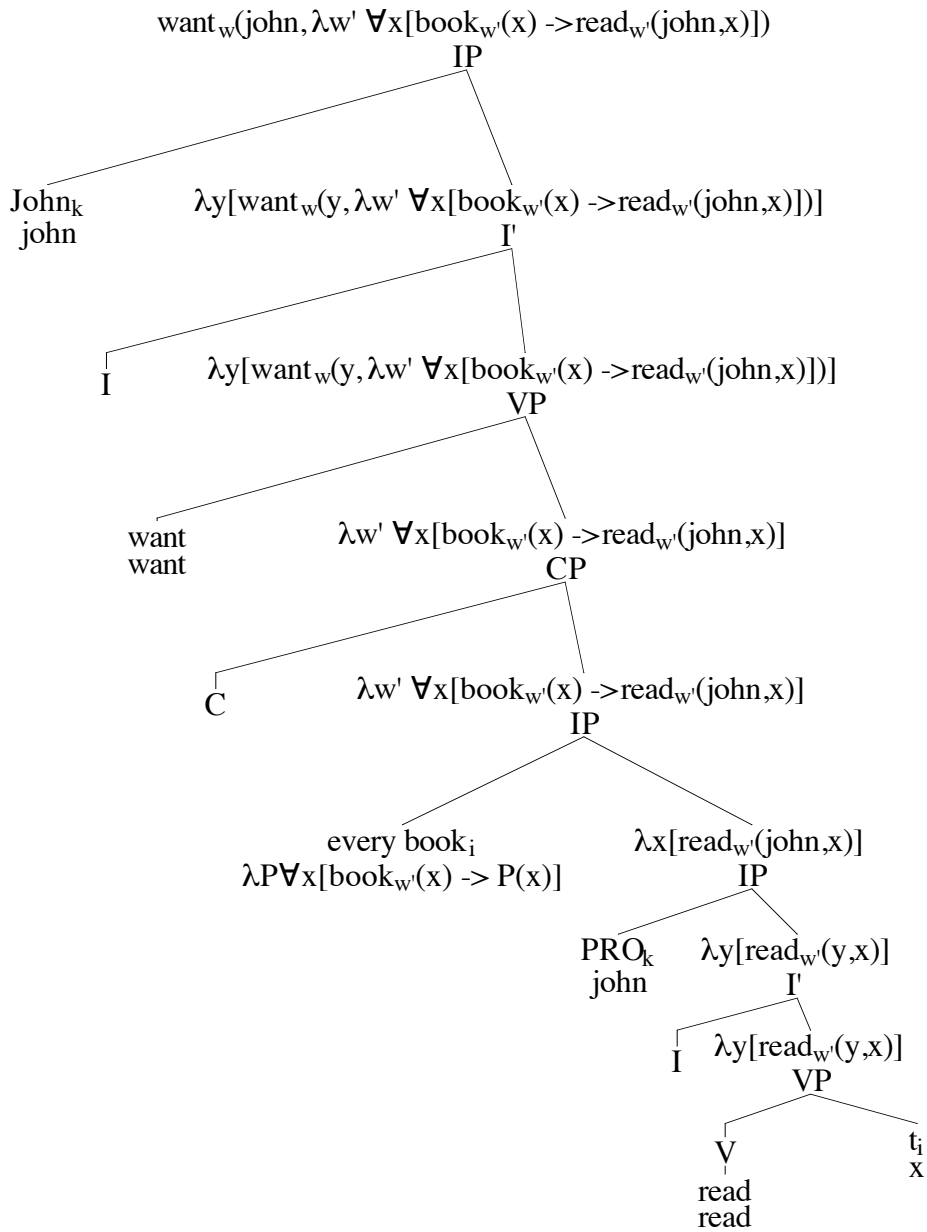 want_w(john, λw' ∀x[book_w'(x) ->read_w'(john,x)])
IP
John_k
john
λy[want_w(y, λw' ∀x[book_w'(x) ->read_w'(john,x)])]
I'
I
λy[want_w(y, λw' ∀x[book_w'(x) ->read_w'(john,x)])]
VP
want
want
λw' ∀x[book_w'(x) ->read_w'(john,x)]
CP
C
λw' ∀x[book_w'(x) ->read_w'(john,x)]
IP
every book_i
λP∀x[book_w'(x) -> P(x)]
λx[read_w'(john,x)]
IP
PRO_k
john
λy[read_w'(y,x)]
I'
I
λy[read_w'(y,x)]
VP
V
read
read
t_i
x